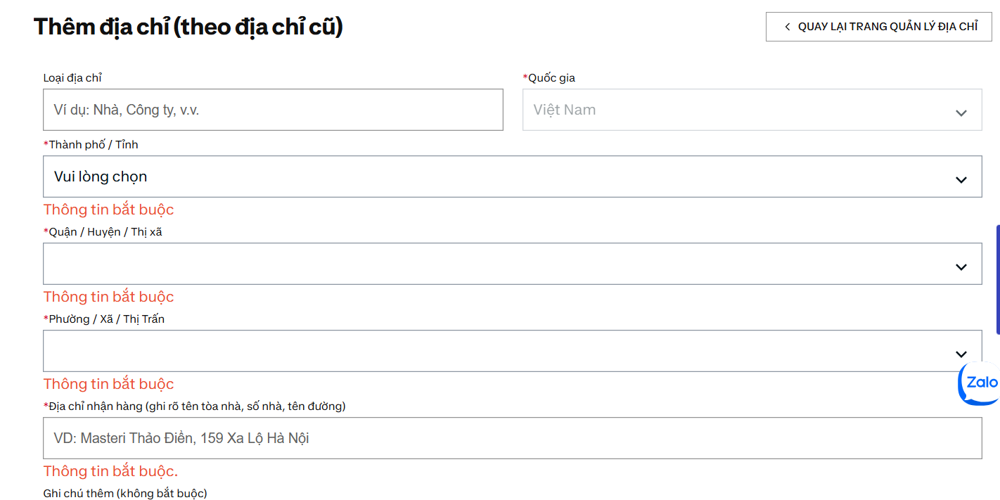 Thêm địa chỉ (theo địa chỉ cũ)
QUAY LẠI TRANG QUẢN LÝ ĐỊA CHỈ
Loại địa chỉ
*Quốc gia
Ví dụ: Nhà, Công ty, v.v.
Việt Nam
*Thành phố / Tỉnh
Vui lòng chọn
Thông tin bắt buộc
*Quận / Huyện / Thị xã
Thông tin bắt buộc
*Phường / Xã / Thị Trấn
Zalo
Thông tin bắt buộc
*Địa chỉ nhận hàng (ghi rõ tên tòa nhà, số nhà, tên đường)
VD: Masteri Thảo Điền, 159 Xa Lộ Hà Nội
Thông tin bắt buộc.
Ghi chú thêm (không bắt buộc)